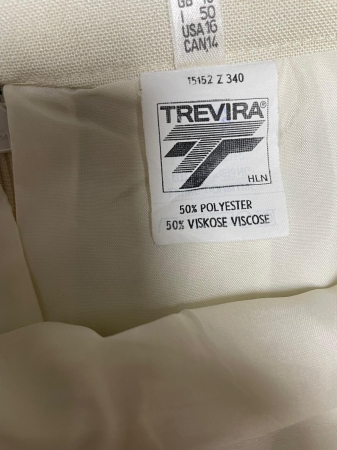 I 50
USA 16
CAN 14
15152 Z 340
TREVIRA®
HLN
50% POLYESTER
50% VISKOSE VISCOSE